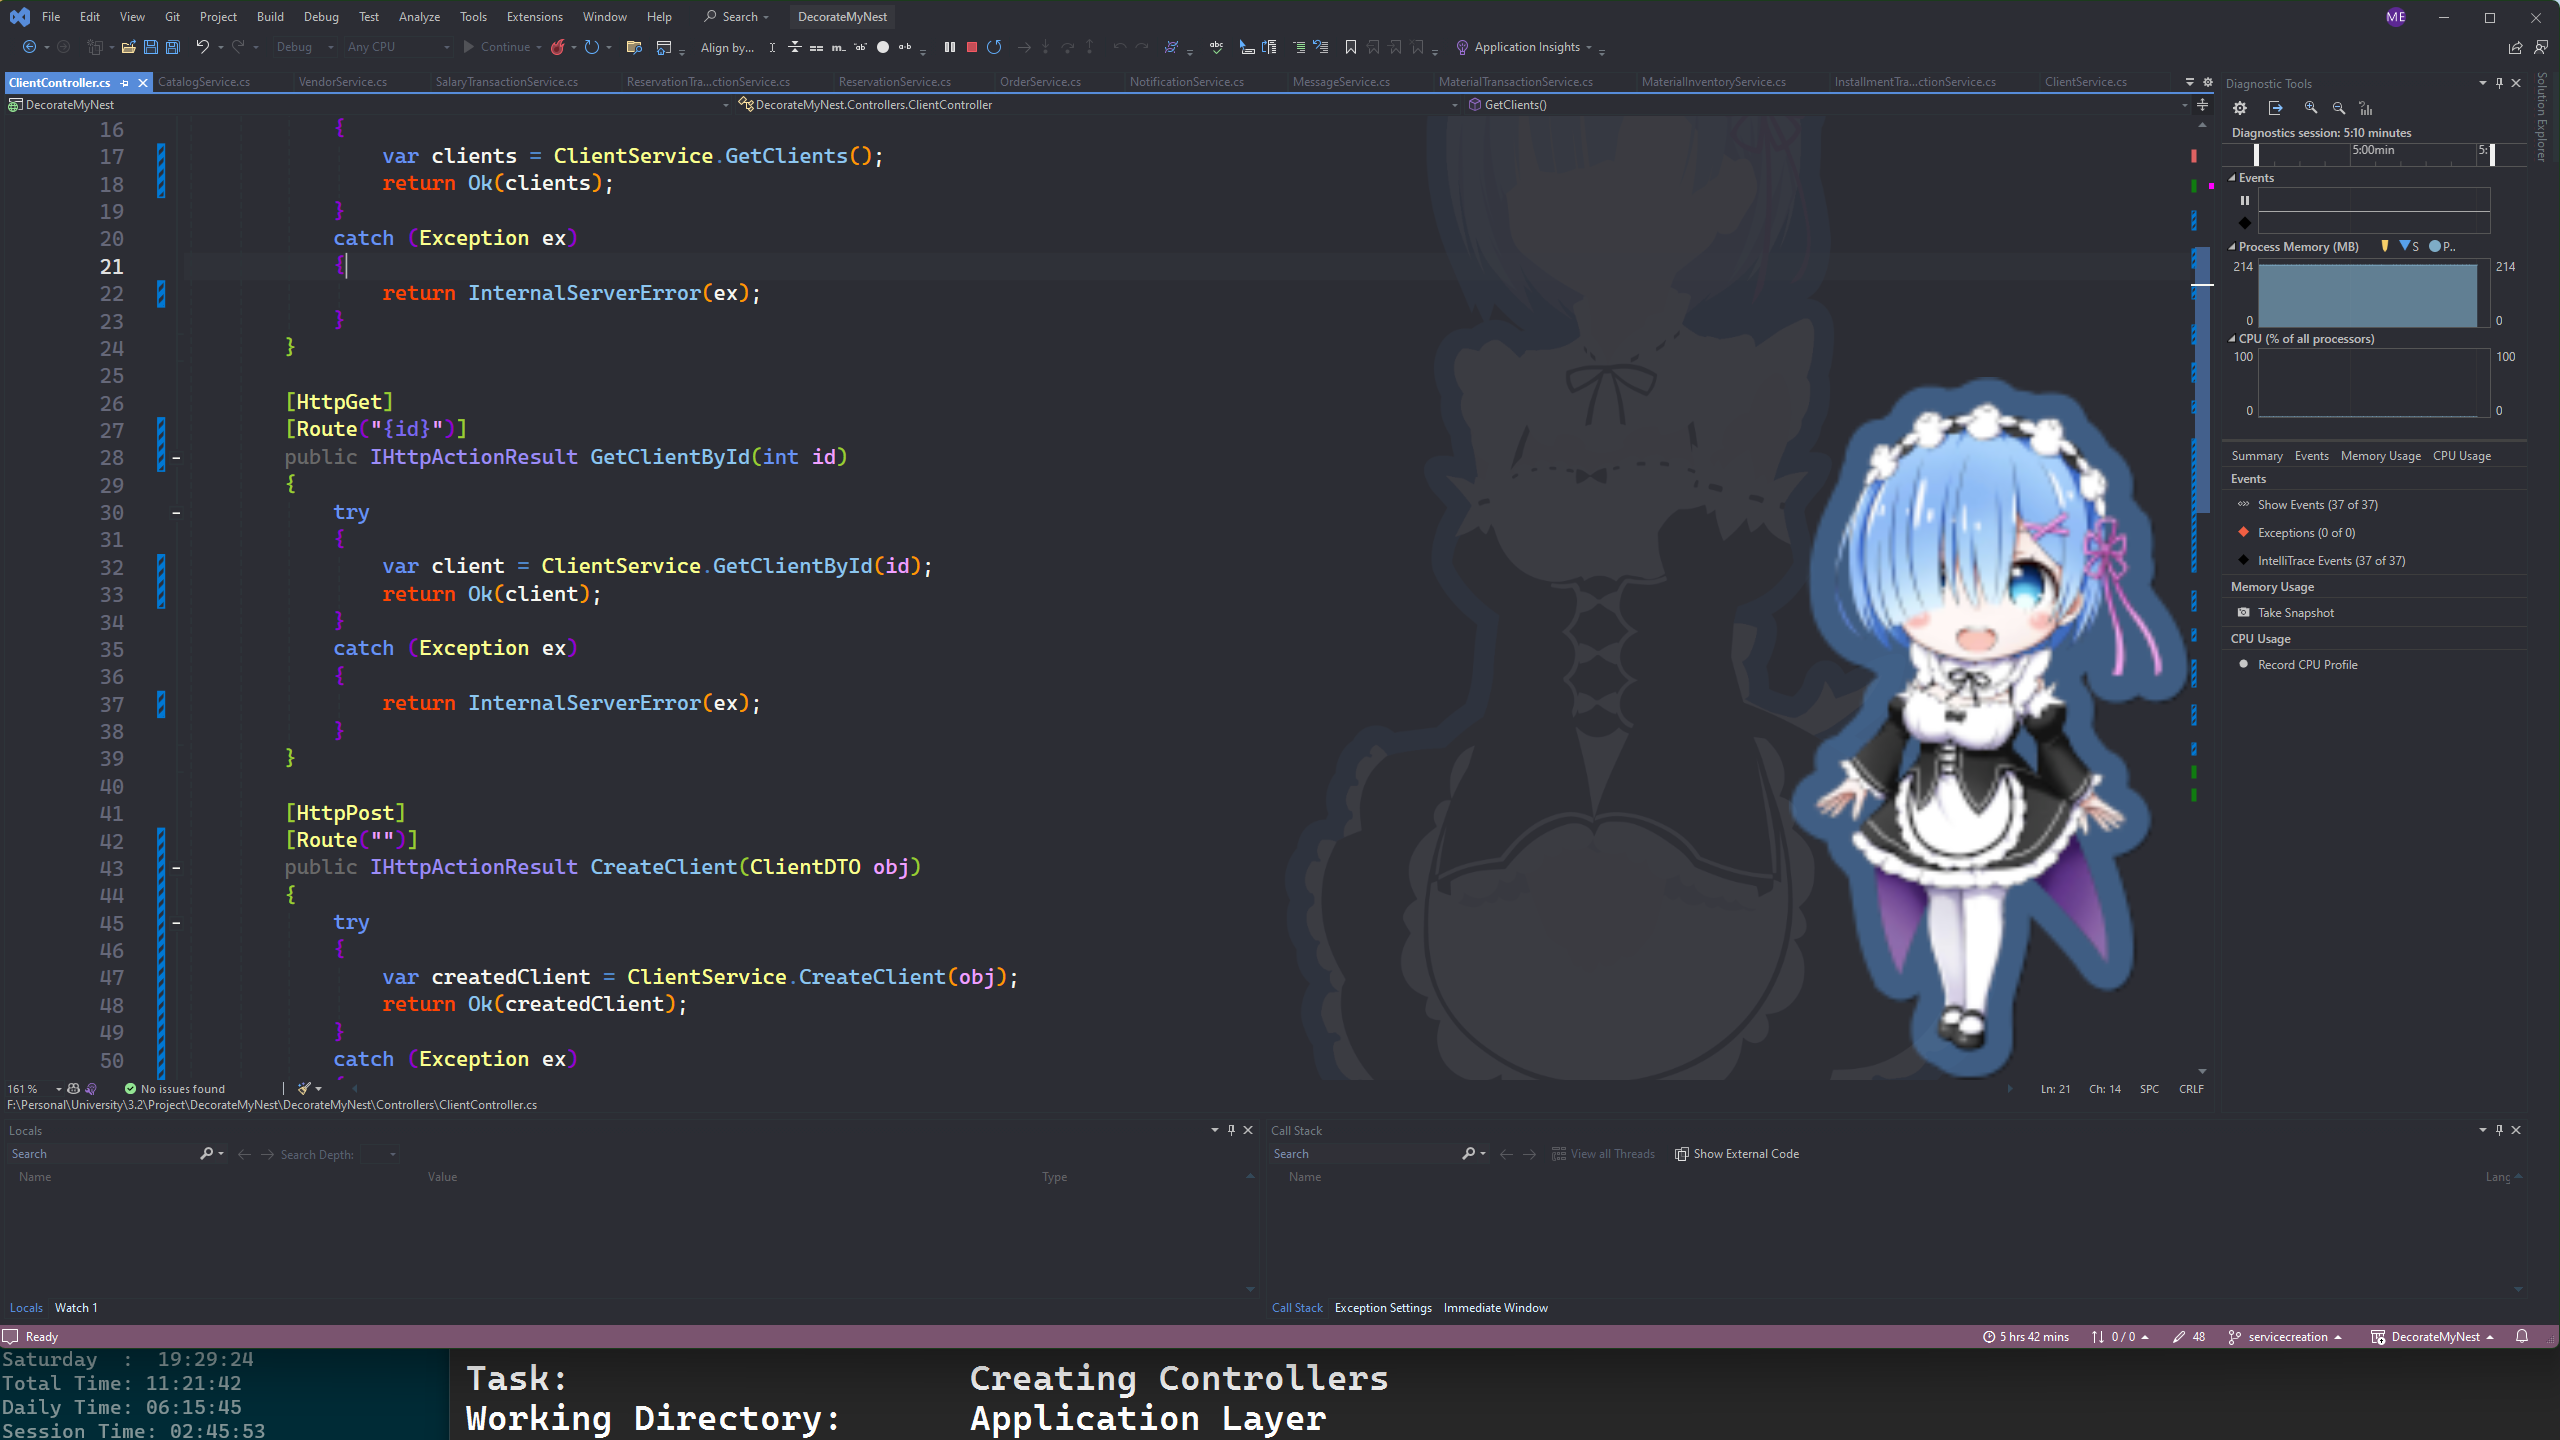 File Edit View Git Project Build Debug Test Analyze Tools Extensions Window Help Search DecorateMyNest ME
Debug Any CPU Continue Align by... Application Insights
ClientController.cs CatalogService.cs VendorService.cs SalaryTransactionService.cs ReservationTra...ctionService.cs ReservationService.cs OrderService.cs NotificationService.cs MessageService.cs MaterialTransactionService.cs MaterialInventoryService.cs InstallmentTra...ctionService.cs ClientService.cs
DecorateMyNest DecorateMyNest.Controllers.ClientController GetClients()
16 {
17 var clients = ClientService.GetClients();
18 return Ok(clients);
19 }
20 catch (Exception ex)
21 {
22 return InternalServerError(ex);
23 }
24 }
25
26 [HttpGet]
27 [Route("{id}")]
28 public IHttpActionResult GetClientById(int id)
29 {
30 try
31 {
32 var client = ClientService.GetClientById(id);
33 return Ok(client);
34 }
35 catch (Exception ex)
36 {
37 return InternalServerError(ex);
38 }
39 }
40
41 [HttpPost]
42 [Route("")]
43 public IHttpActionResult CreateClient(ClientDTO obj)
44 {
45 try
46 {
47 var createdClient = ClientService.CreateClient(obj);
48 return Ok(createdClient);
49 }
50 catch (Exception ex)
161 % No issues found Ln: 21 Ch: 14 SPC CRLF
F:\Personal\University\3.2\Project\DecorateMyNest\DecorateMyNest\Controllers\ClientController.cs
Diagnostic Tools
Diagnostics session: 5:10 minutes
5:00min 5:
Events
Process Memory (MB) S P..
214 214
0 0
CPU (% of all processors)
100 100
0 0
Summary Events Memory Usage CPU Usage
Events
Show Events (37 of 37)
Exceptions (0 of 0)
IntelliTrace Events (37 of 37)
Memory Usage
Take Snapshot
CPU Usage
Record CPU Profile
Solution Explorer
Locals
Search Search Depth:
Name Value Type
Locals Watch 1
Call Stack
Search View all Threads Show External Code
Name Lang
Call Stack Exception Settings Immediate Window
Ready 5 hrs 42 mins 0 / 0 48 servicecreation DecorateMyNest
Saturday : 19:29:24
Total Time: 11:21:42
Daily Time: 06:15:45
Session Time: 02:45:53
Task: Creating Controllers
Working Directory: Application Layer